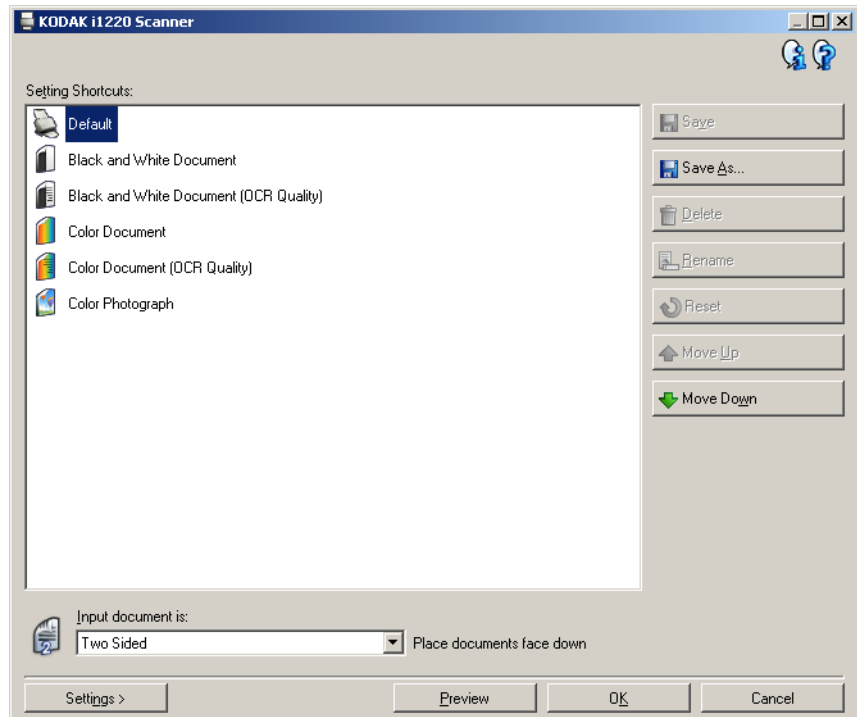 KODAK i1220 Scanner
Setting Shortcuts:
Default
Black and White Document
Black and White Document (OCR Quality)
Color Document
Color Document (OCR Quality)
Color Photograph
Save
Save As...
Delete
Rename
Reset
Move Up
Move Down
Input document is:
2
Two Sided
Place documents face down
Settings >
Preview
OK
Cancel